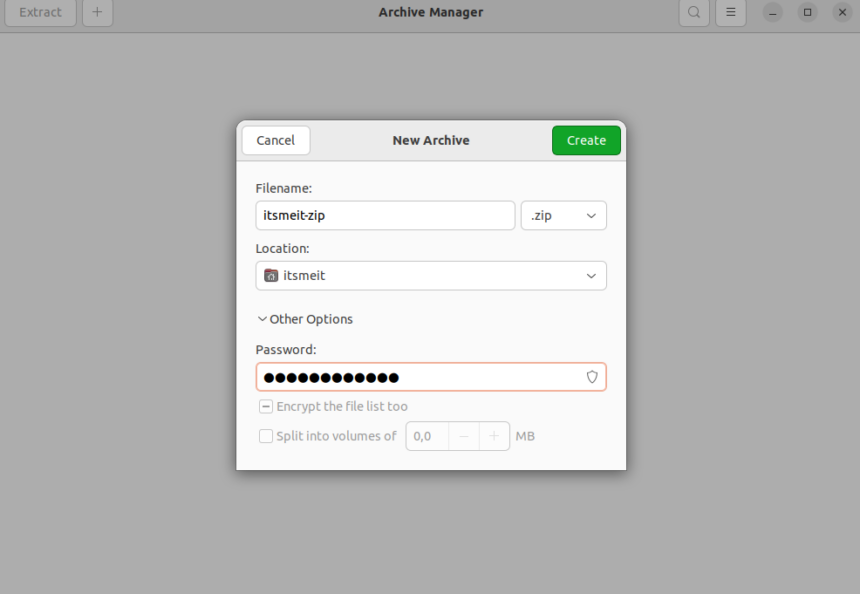 Extract + Archive Manager
Cancel New Archive Create
Filename:
itsmeit-zip .zip
Location:
itsmeit
Other Options
Password:
●●●●●●●●●●●●
Encrypt the file list too
Split into volumes of 0,0 − + MB